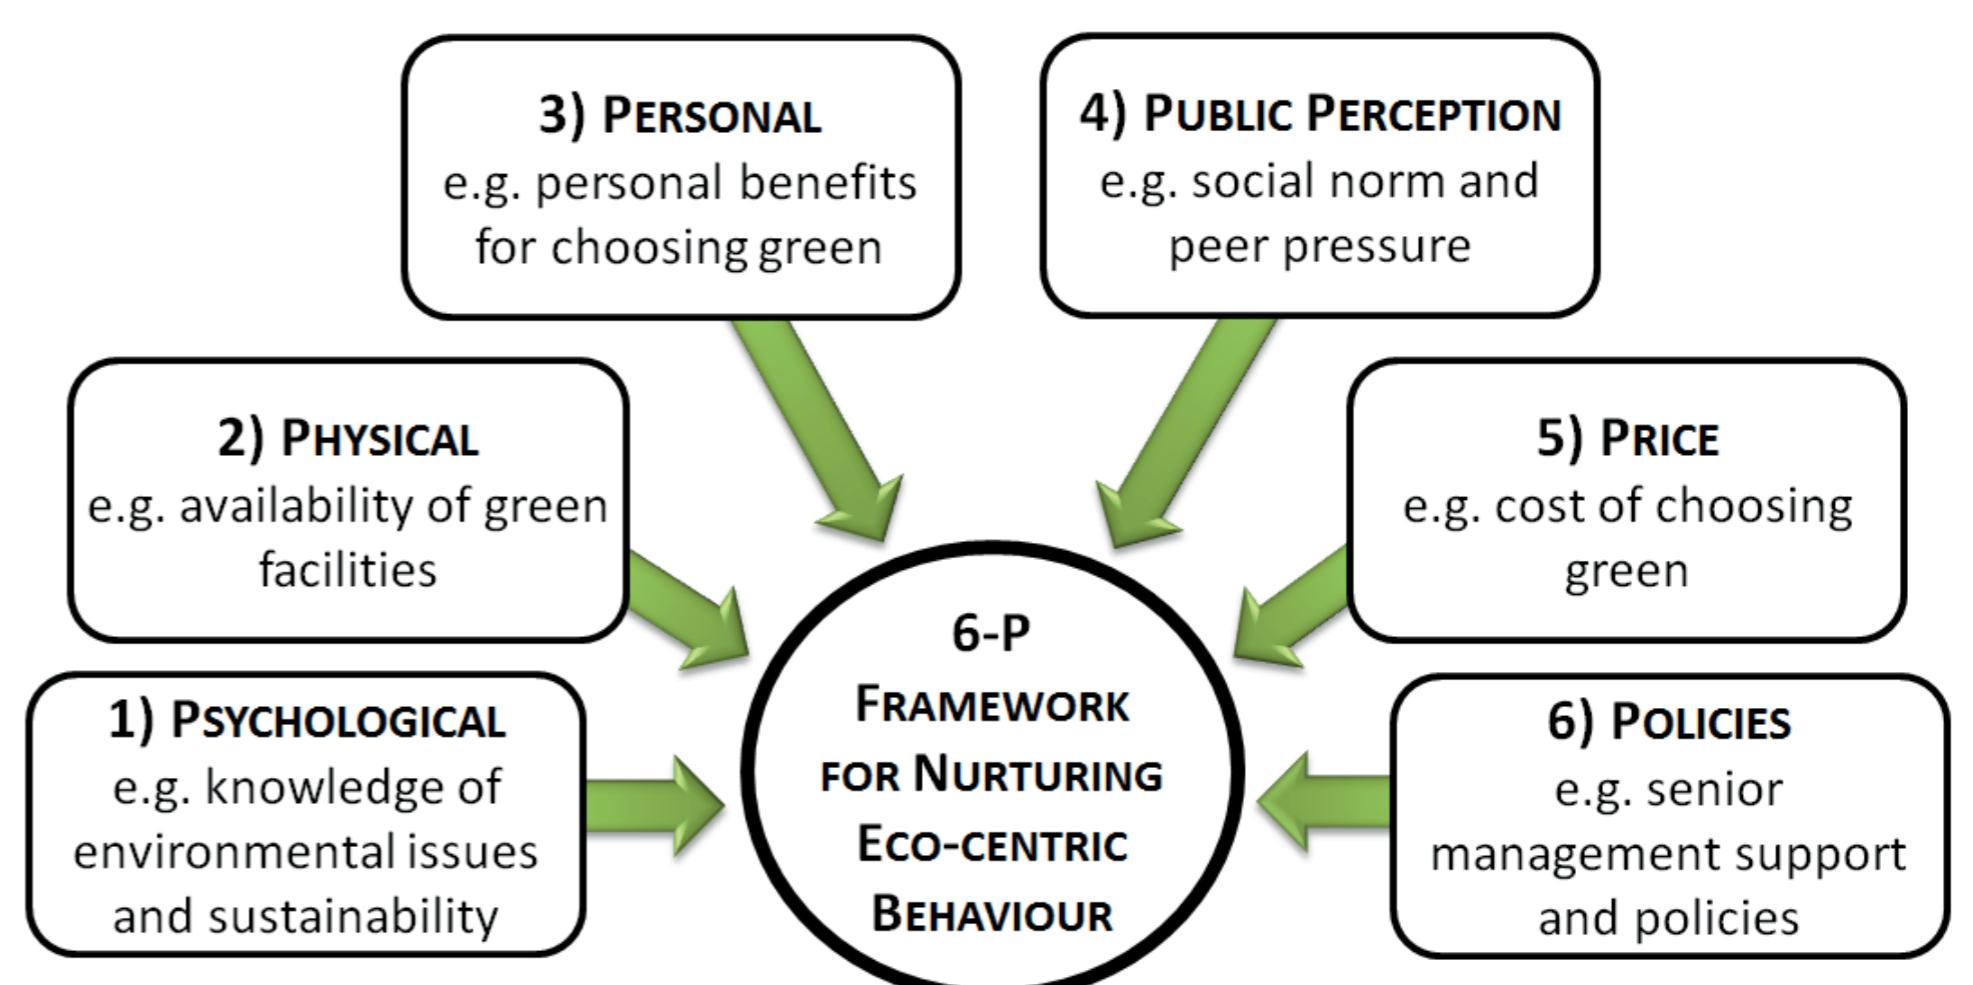 3) PERSONAL
e.g. personal benefits
for choosing green
4) PUBLIC PERCEPTION
e.g. social norm and
peer pressure
2) PHYSICAL
e.g. availability of green
facilities
5) PRICE
e.g. cost of choosing
green
1) PSYCHOLOGICAL
e.g. knowledge of
environmental issues
and sustainability
6-P
FRAMEWORK
FOR NURTURING
ECO-CENTRIC
BEHAVIOUR
6) POLICIES
e.g. senior
management support
and policies